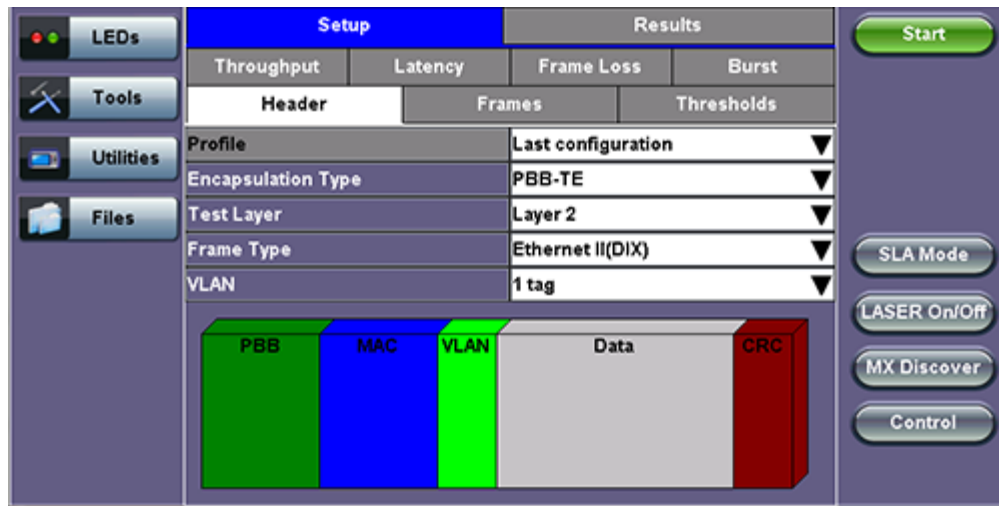 LEDs
Tools
Utilities
Files
Setup
Results
Throughput
Latency
Frame Loss
Burst
Header
Frames
Thresholds
Profile
Last configuration
Encapsulation Type
PBB-TE
Test Layer
Layer 2
Frame Type
Ethernet II(DIX)
VLAN
1 tag
PBB
MAC
VLAN
Data
CRC
Start
SLA Mode
LASER On/Off
MX Discover
Control